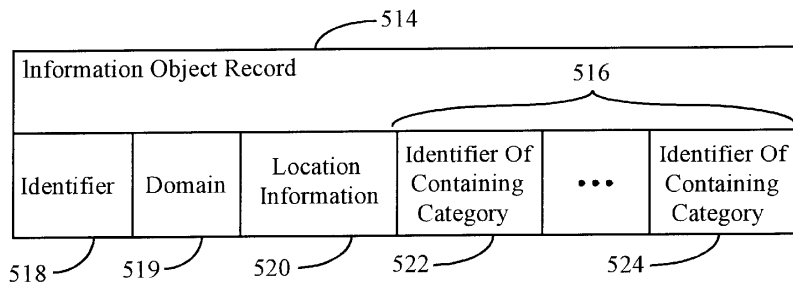 514
Information Object Record
516
Identifier
Domain
Location
Information
Identifier Of
Containing
Category
•••
Identifier Of
Containing
Category
518
519
520
522
524